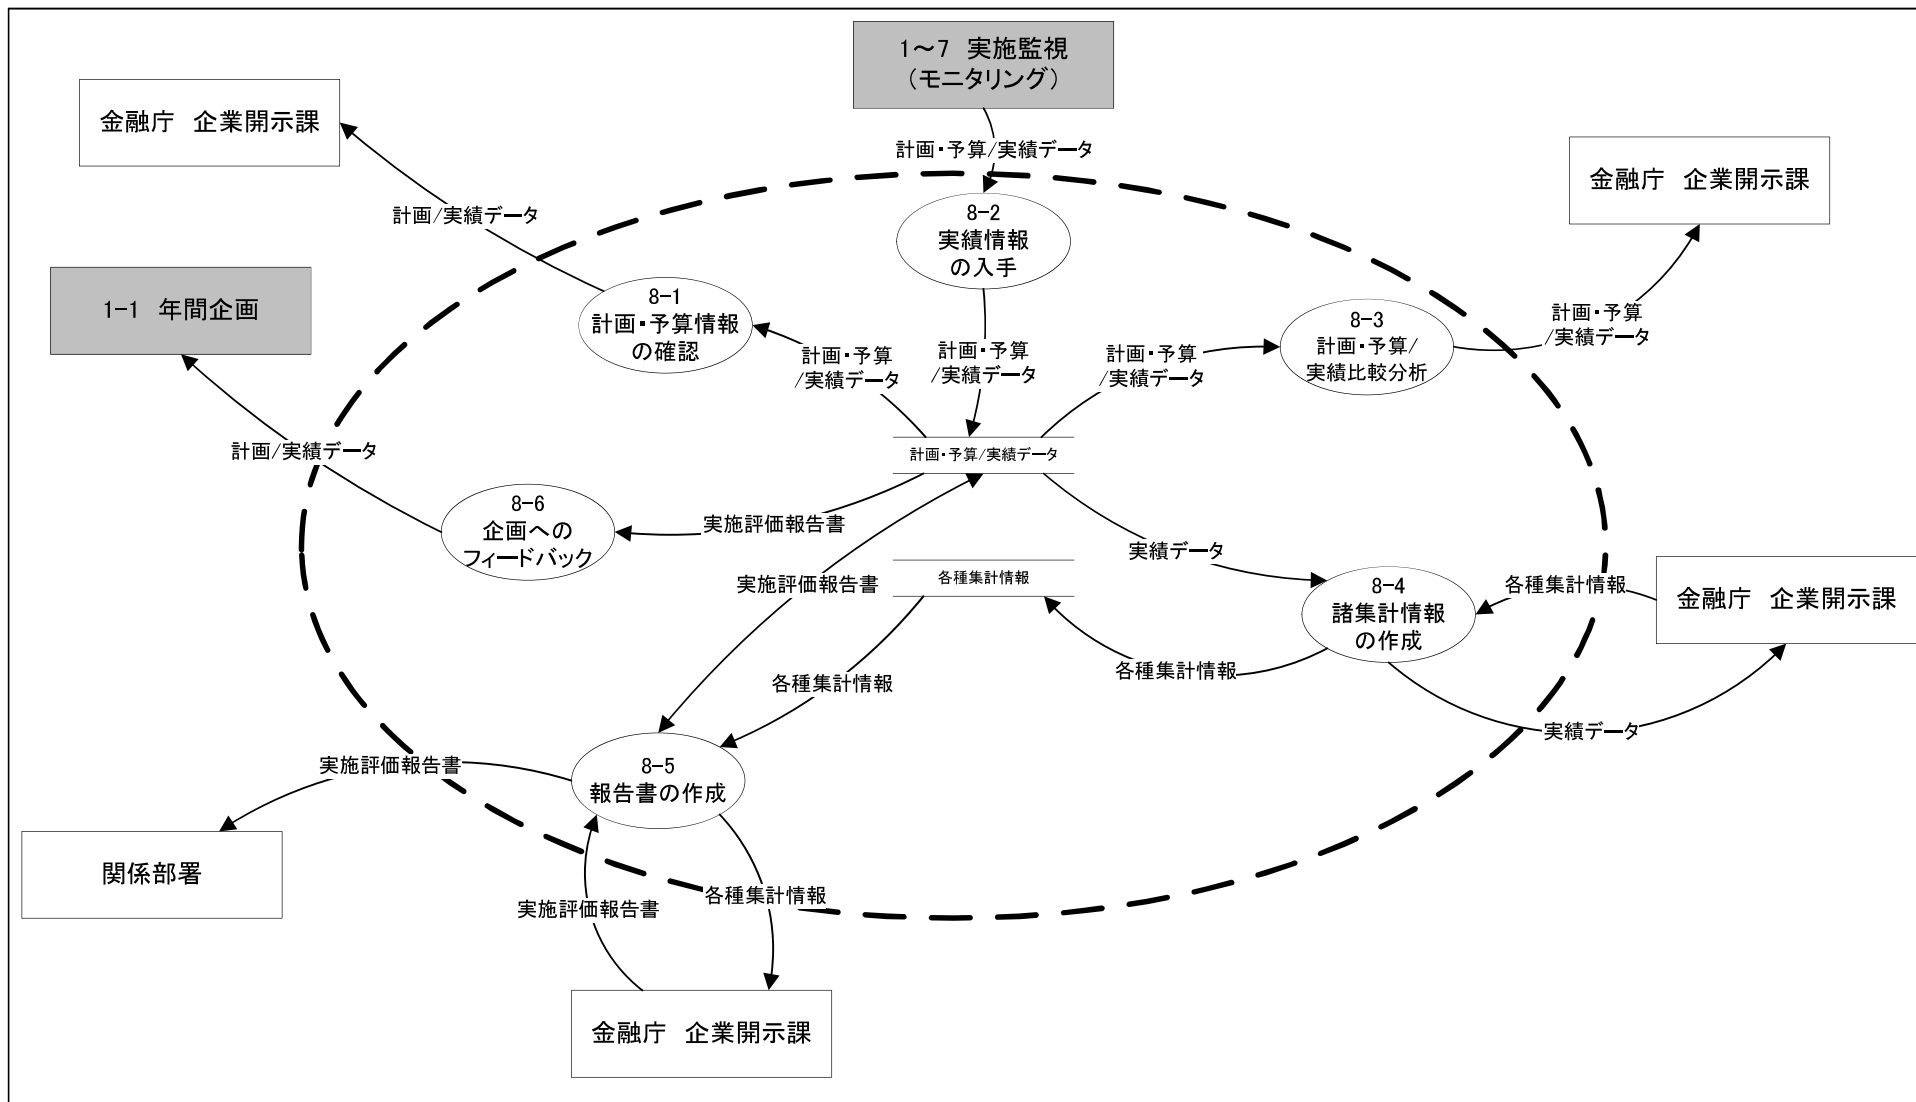 1～7 実施監視
（モニタリング）
金融庁 企業開示課
計画・予算/実績データ
金融庁 企業開示課
計画/実績データ
8-2
実績情報
の入手
1-1 年間企画
8-1
計画・予算情報
の確認
8-3
計画・予算/
実績比較分析
計画・予算
/実績データ
計画・予算
/実績データ
計画・予算
/実績データ
計画・予算
/実績データ
計画/実績データ
計画・予算/実績データ
8-6
企画への
フィードバック
実施評価報告書
実績データ
実施評価報告書
各種集計情報
8-4
諸集計情報
の作成
各種集計情報
金融庁 企業開示課
各種集計情報
各種集計情報
実績データ
実施評価報告書
8-5
報告書の作成
関係部署
各種集計情報
実施評価報告書
金融庁 企業開示課